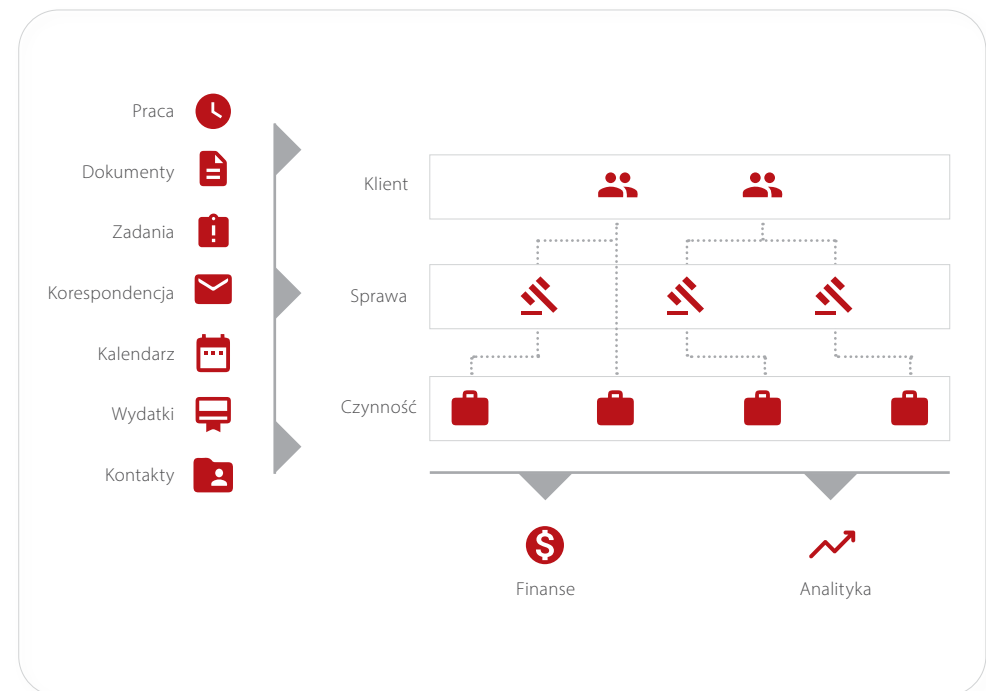 Praca
Dokumenty
Zadania
Korespondencja
Kalendarz
Wydatki
Kontakty
Klient
Sprawa
Czynność
Finanse
Analityka